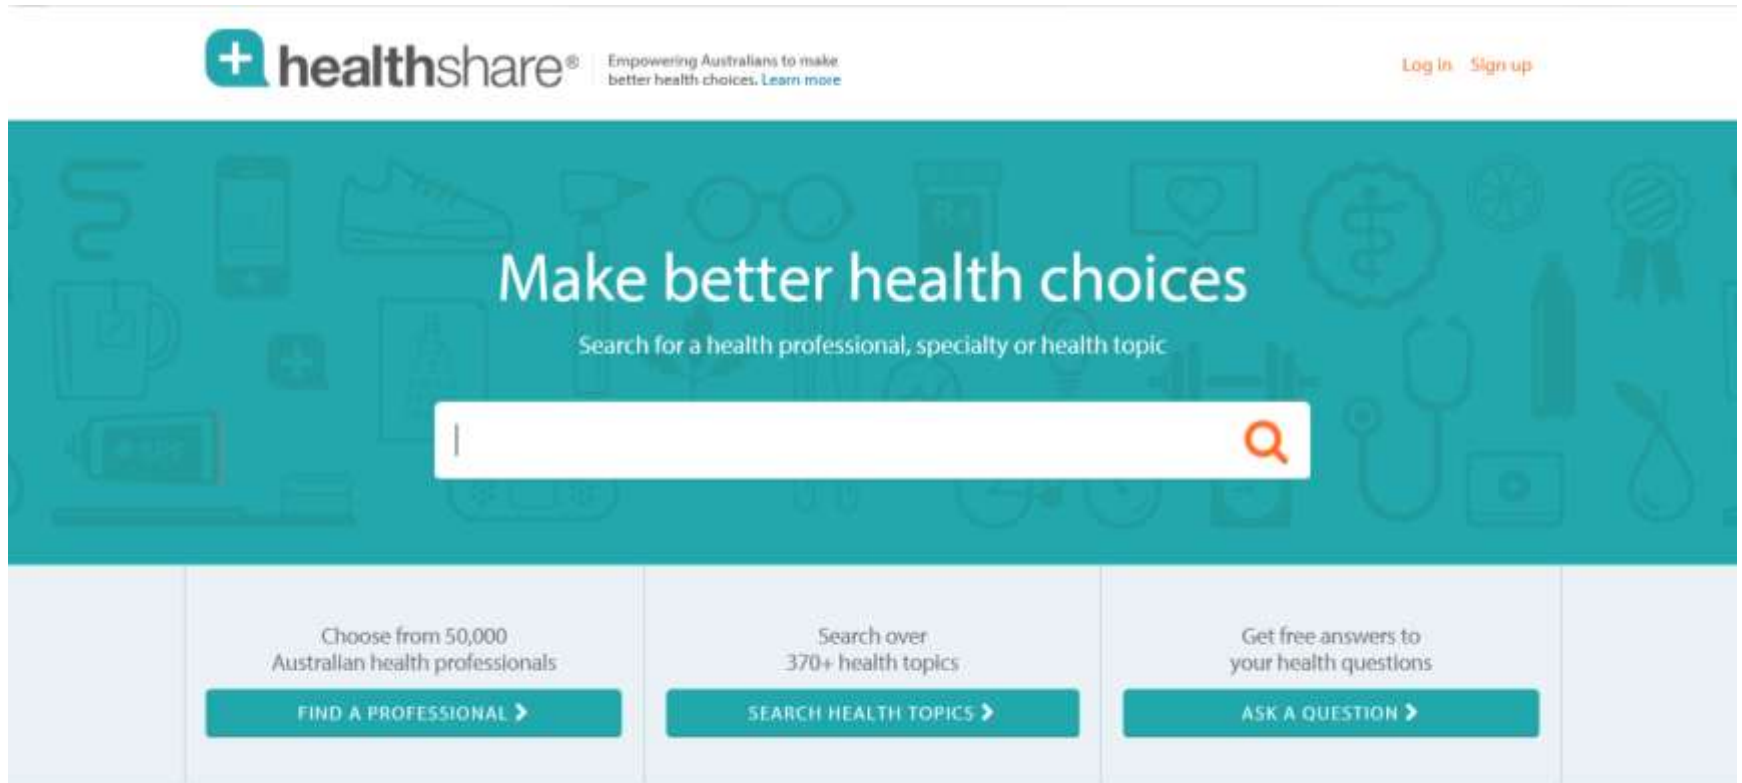 healthshare®
Empowering Australians to make
better health choices. Learn more
Log in Sign up
Make better health choices
Search for a health professional, specialty or health topic
Choose from 50,000
Australian health professionals
FIND A PROFESSIONAL
Search over
370+ health topics
SEARCH HEALTH TOPICS
Get free answers to
your health questions
ASK A QUESTION